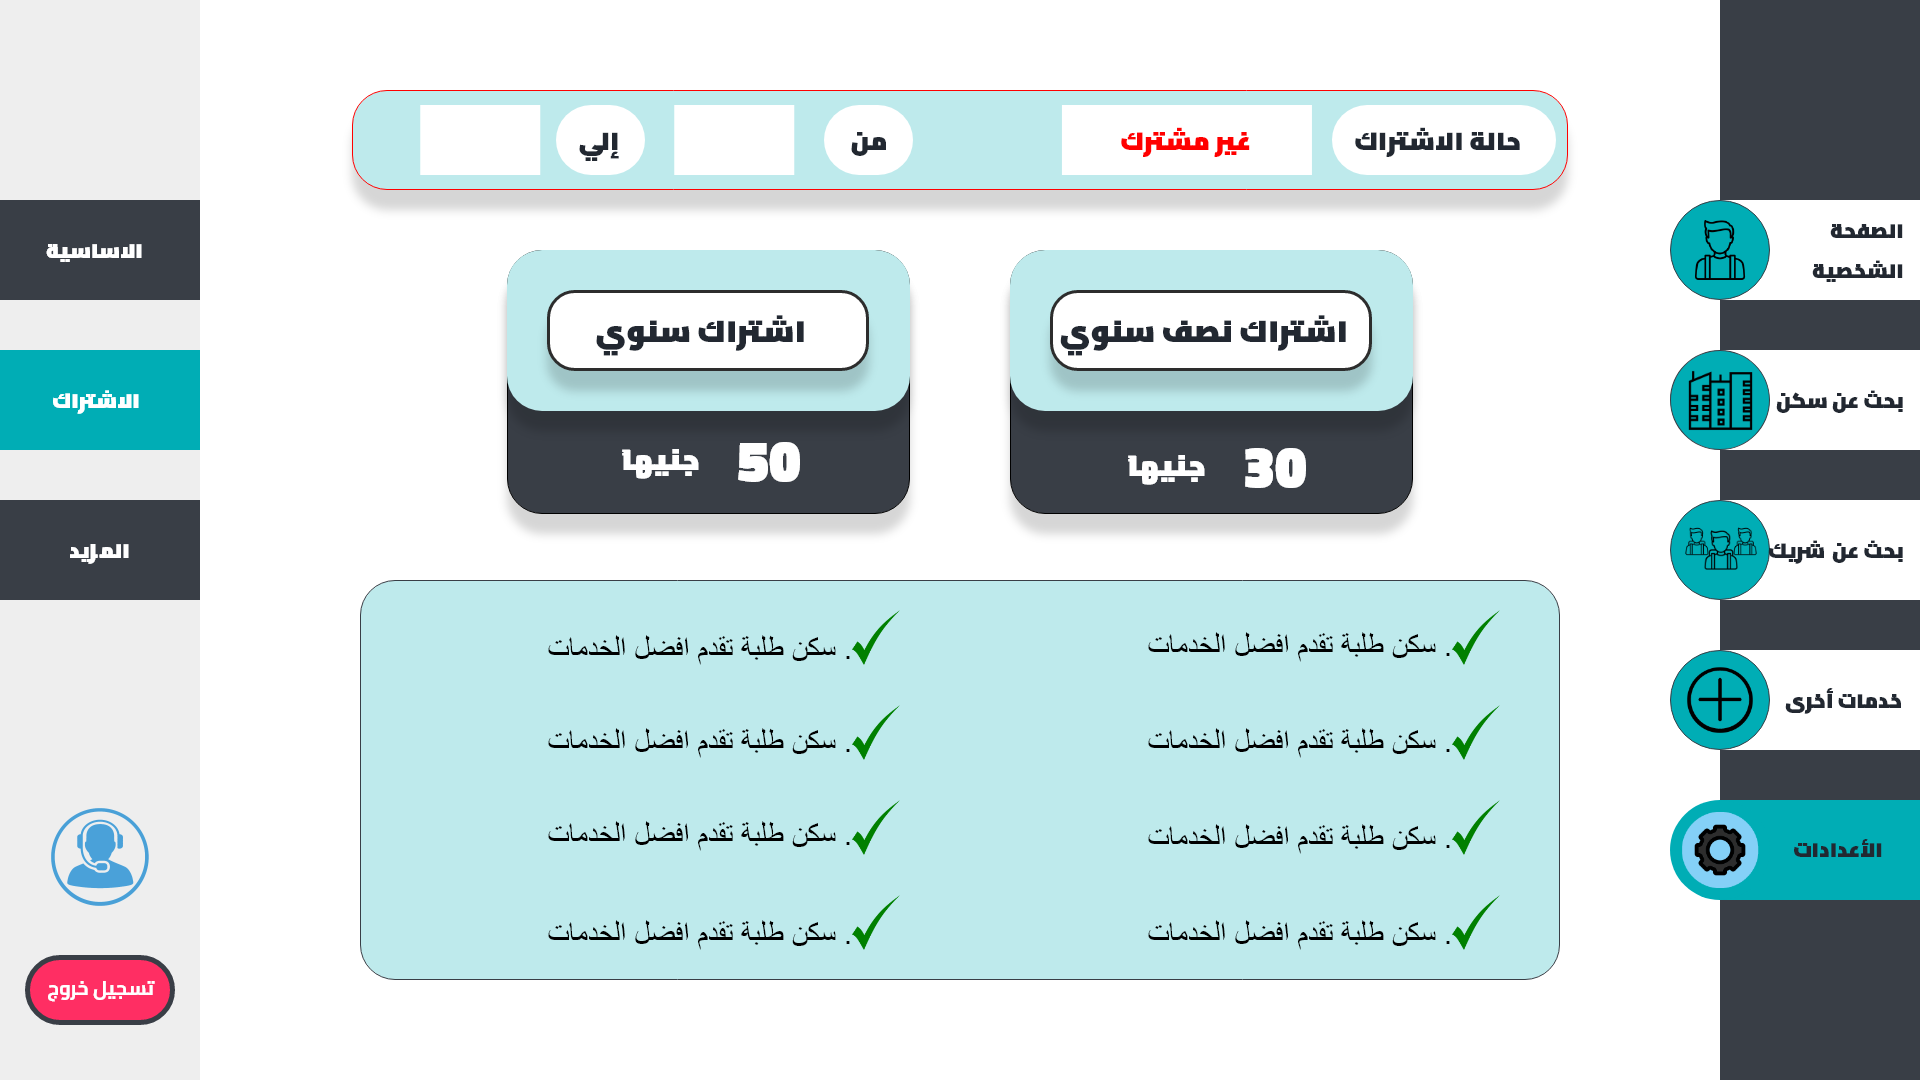 حالة الاشتراك
غير مشترك
من
إلي
الصفحة
الشخصية
بحث عن سكن
بحث عن شريك
خدمات أخرى
الأعدادات
اشتراك نصف سنوي
30 جنيها
اشتراك سنوي
50 جنيها
. سكن طلبة تقدم افضل الخدمات
. سكن طلبة تقدم افضل الخدمات
. سكن طلبة تقدم افضل الخدمات
. سكن طلبة تقدم افضل الخدمات
. سكن طلبة تقدم افضل الخدمات
. سكن طلبة تقدم افضل الخدمات
. سكن طلبة تقدم افضل الخدمات
. سكن طلبة تقدم افضل الخدمات
الاساسية
الاشتراك
المزيد
تسجيل خروج